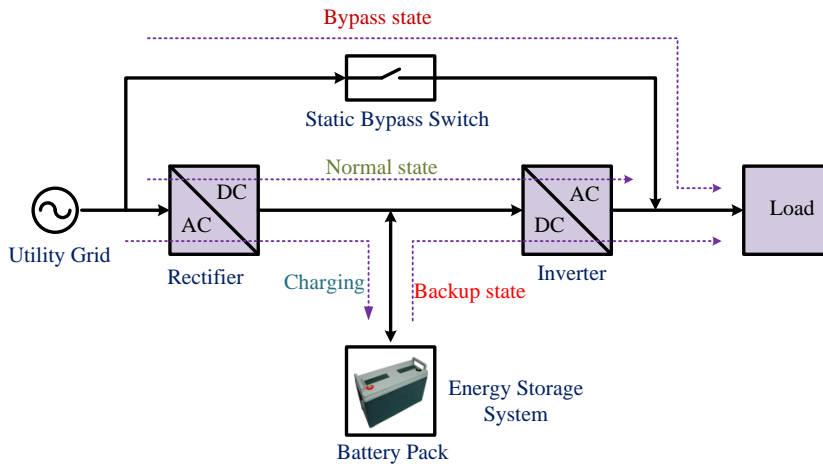 Bypass state
Static Bypass Switch
Normal state
DC
AC
AC
DC
Load
Utility Grid
Rectifier
Charging
Backup state
Inverter
Energy Storage
System
Battery Pack